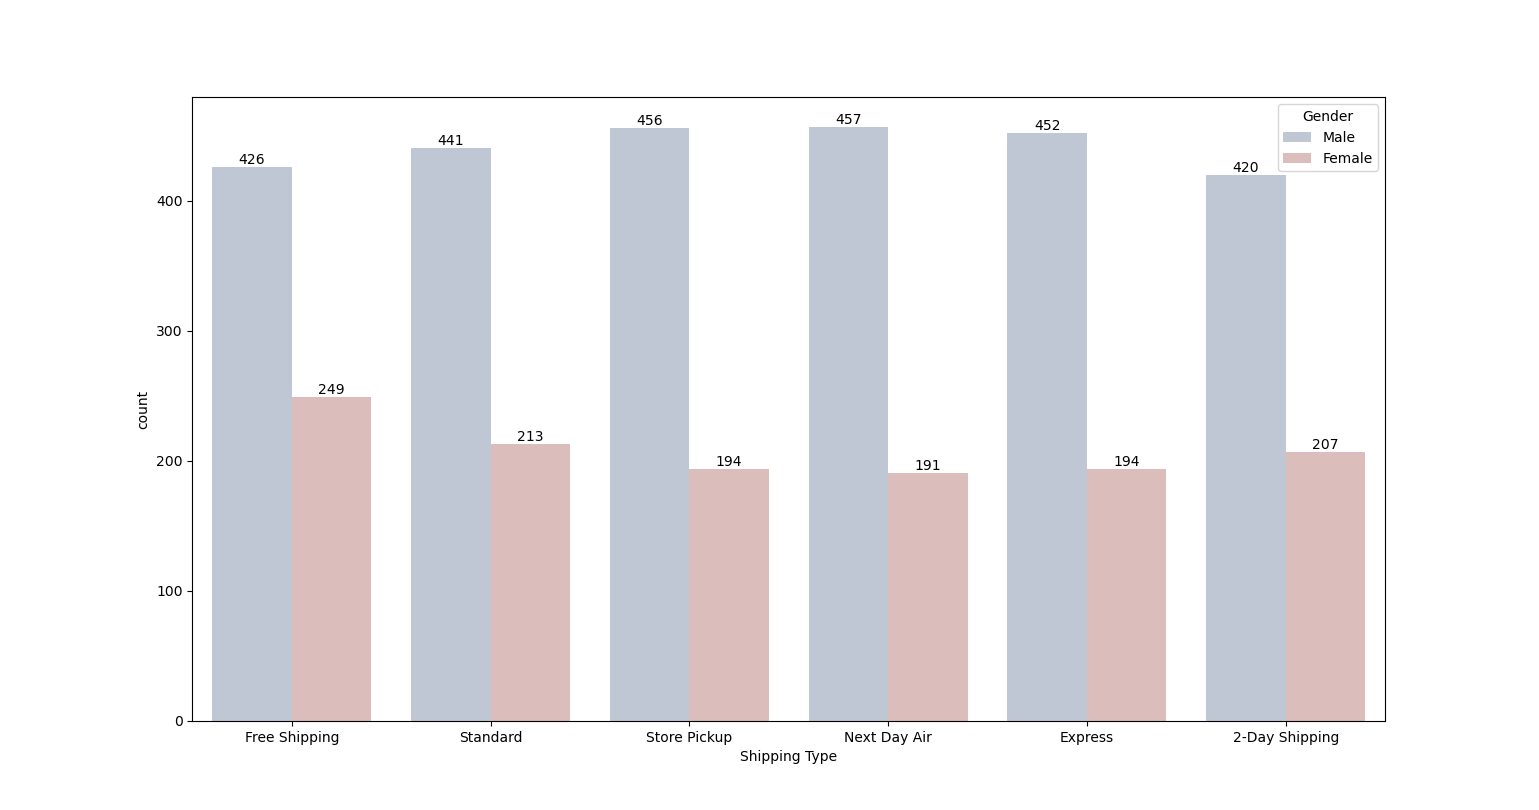 Gender
Male
Female
426
441
456
457
452
420
249
213
194
191
194
207
400
300
200
100
0
count
Free Shipping
Standard
Store Pickup
Next Day Air
Express
2-Day Shipping
Shipping Type